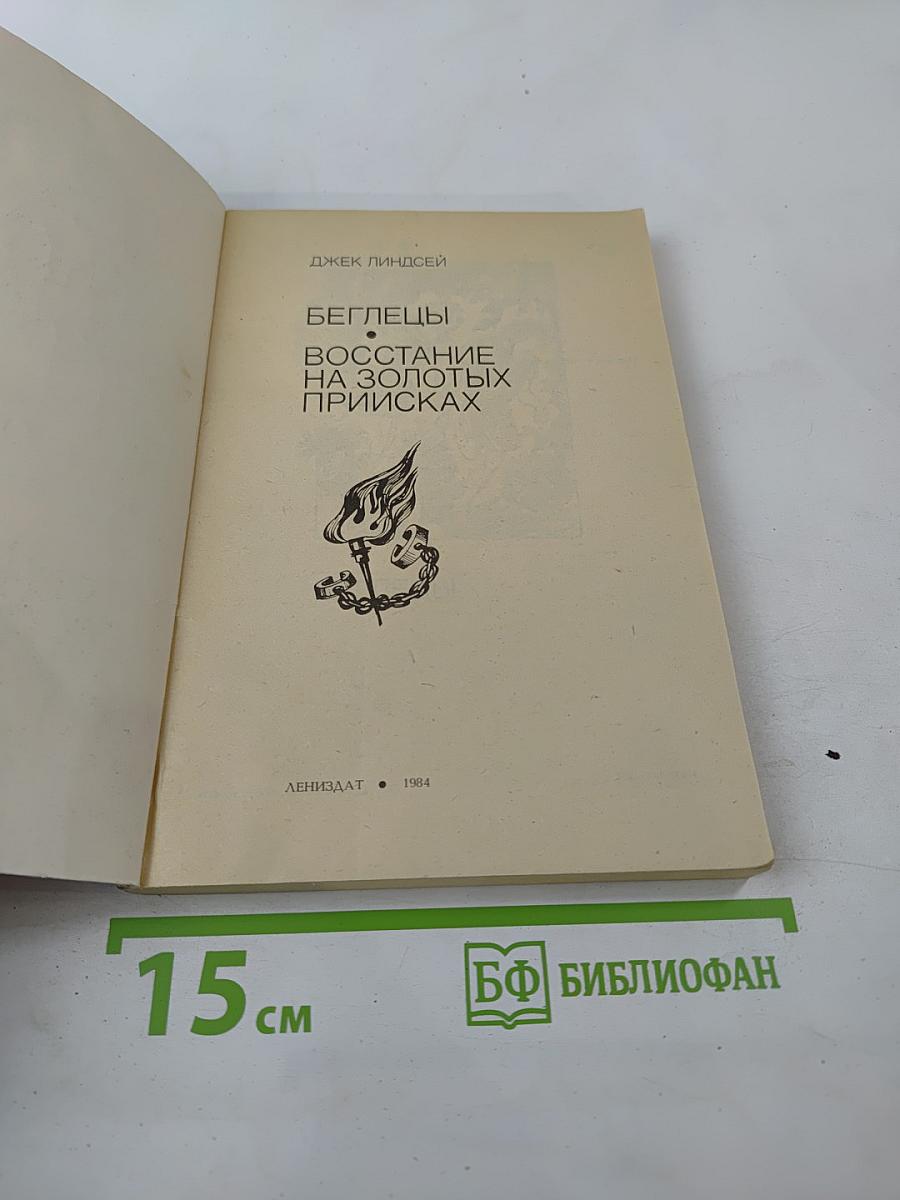 ДЖЕК ЛИНДСЕЙ
БЕГЛЕЦЫ
•
ВОССТАНИЕ
НА ЗОЛОТЫХ
ПРИИСКАХ
ЛЕНИЗДАТ • 1984
15 см
БФ БИБЛИОФАН